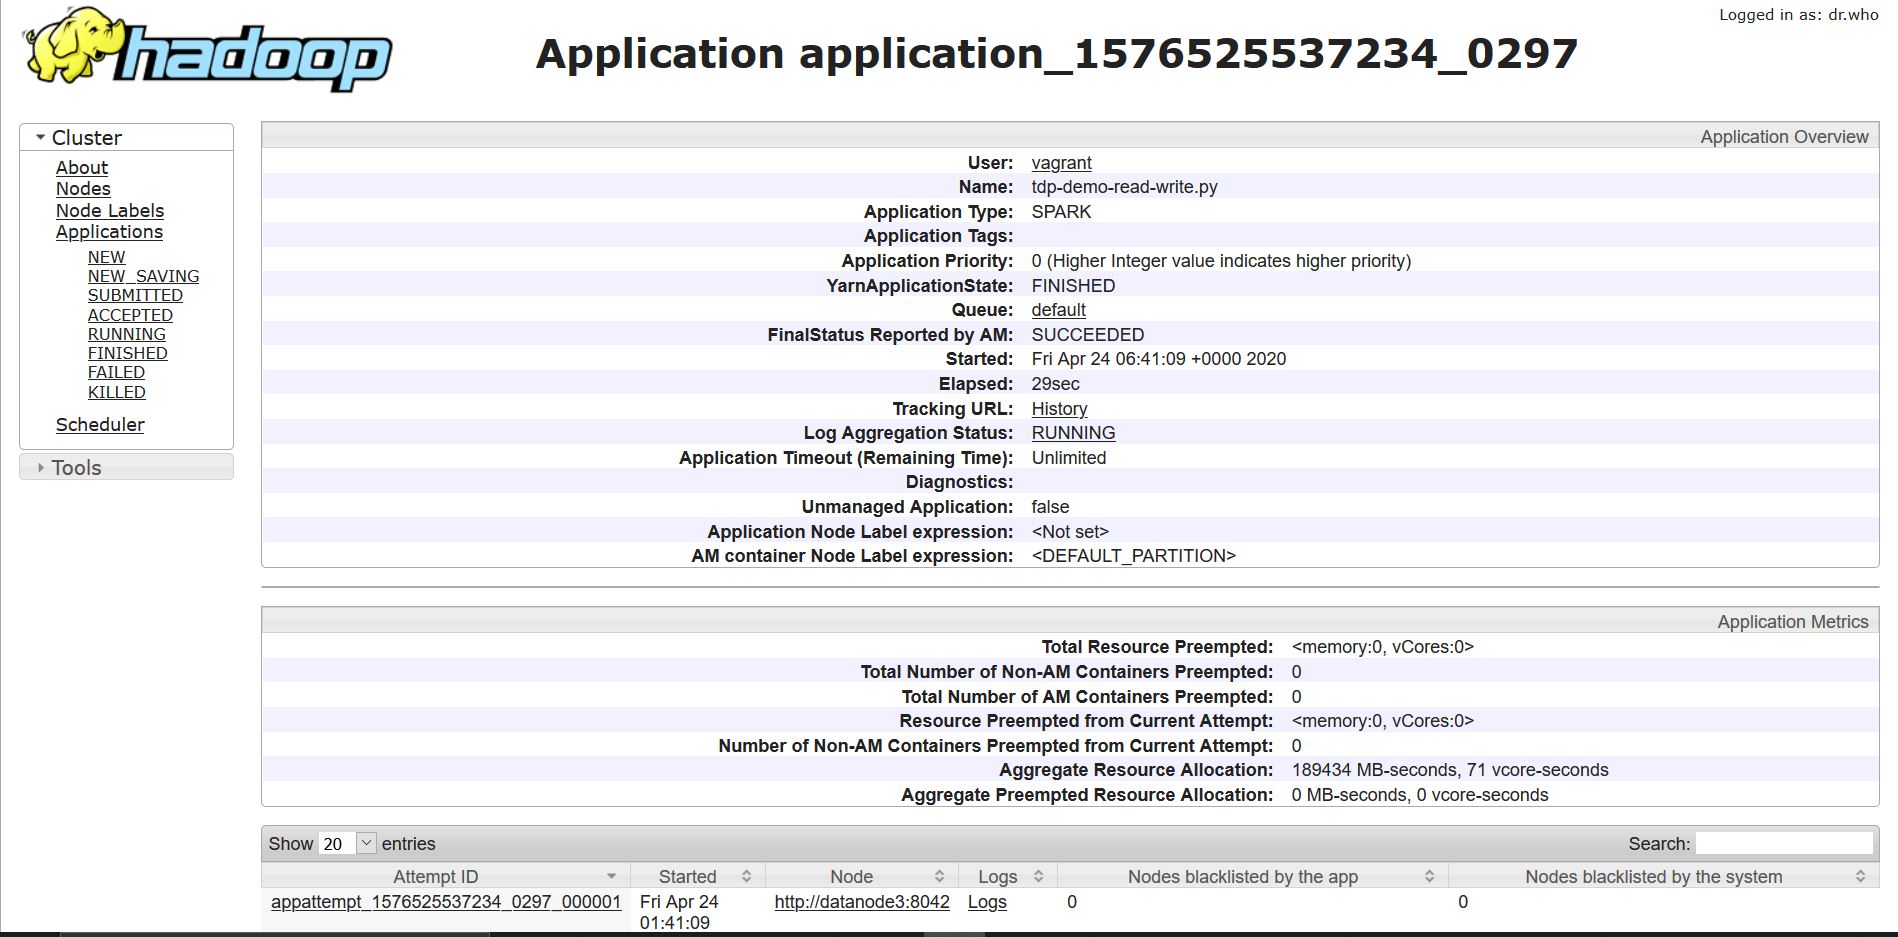 Logged in as: dr.who
hadoop
Application application_1576525537234_0297
Cluster
About
Nodes
Node Labels
Applications
NEW
NEW_SAVING
SUBMITTED
ACCEPTED
RUNNING
FINISHED
FAILED
KILLED
Scheduler
Tools
Application Overview
User: vagrant
Name: tdp-demo-read-write.py
Application Type: SPARK
Application Tags:
Application Priority: 0 (Higher Integer value indicates higher priority)
YarnApplicationState: FINISHED
Queue: default
FinalStatus Reported by AM: SUCCEEDED
Started: Fri Apr 24 06:41:09 +0000 2020
Elapsed: 29sec
Tracking URL: History
Log Aggregation Status: RUNNING
Application Timeout (Remaining Time): Unlimited
Diagnostics:
Unmanaged Application: false
Application Node Label expression: <Not set>
AM container Node Label expression: <DEFAULT_PARTITION>
Application Metrics
Total Resource Preempted: <memory:0, vCores:0>
Total Number of Non-AM Containers Preempted: 0
Total Number of AM Containers Preempted: 0
Resource Preempted from Current Attempt: <memory:0, vCores:0>
Number of Non-AM Containers Preempted from Current Attempt: 0
Aggregate Resource Allocation: 189434 MB-seconds, 71 vcore-seconds
Aggregate Preempted Resource Allocation: 0 MB-seconds, 0 vcore-seconds
Show 20 entries Search:
Attempt ID Started Node Logs Nodes blacklisted by the app Nodes blacklisted by the system
appattempt_1576525537234_0297_000001 Fri Apr 24 http://datanode3:8042 Logs 0 0
01:41:09